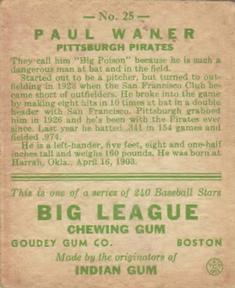 — No. 25 —
PAUL WANER
PITTSBURGH PIRATES
They call him "Big Poison" because he is such a
dangerous man at bat and in the field.
Started out to be a pitcher, but turned to out-
fielding in 1923 when the San Francisco Club be-
came short of outfielders. He broke into the game
by making eight hits in 10 times at bat in a double
header with San Francisco. Pittsburgh grabbed
him in 1926 and he's been with the Pirates
ever since. Last year he batted .341 in 154 games
and fielded .974.
He is a left-hander, five feet, eight and one-half
inches tall and weighs 160 pounds. He was born at
Harrah, Okla., April 16, 1903.
This is one of a series of 240 Baseball Stars
BIG LEAGUE
CHEWING GUM
GOUDEY GUM CO. BOSTON
Made by the originators of
INDIAN GUM